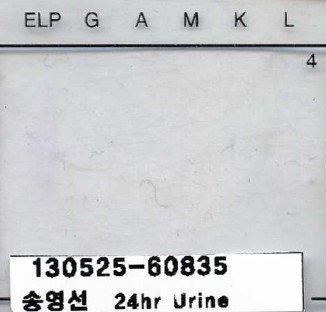 ELP G A M K L
4
130525-60835
송영선 24hr Urine